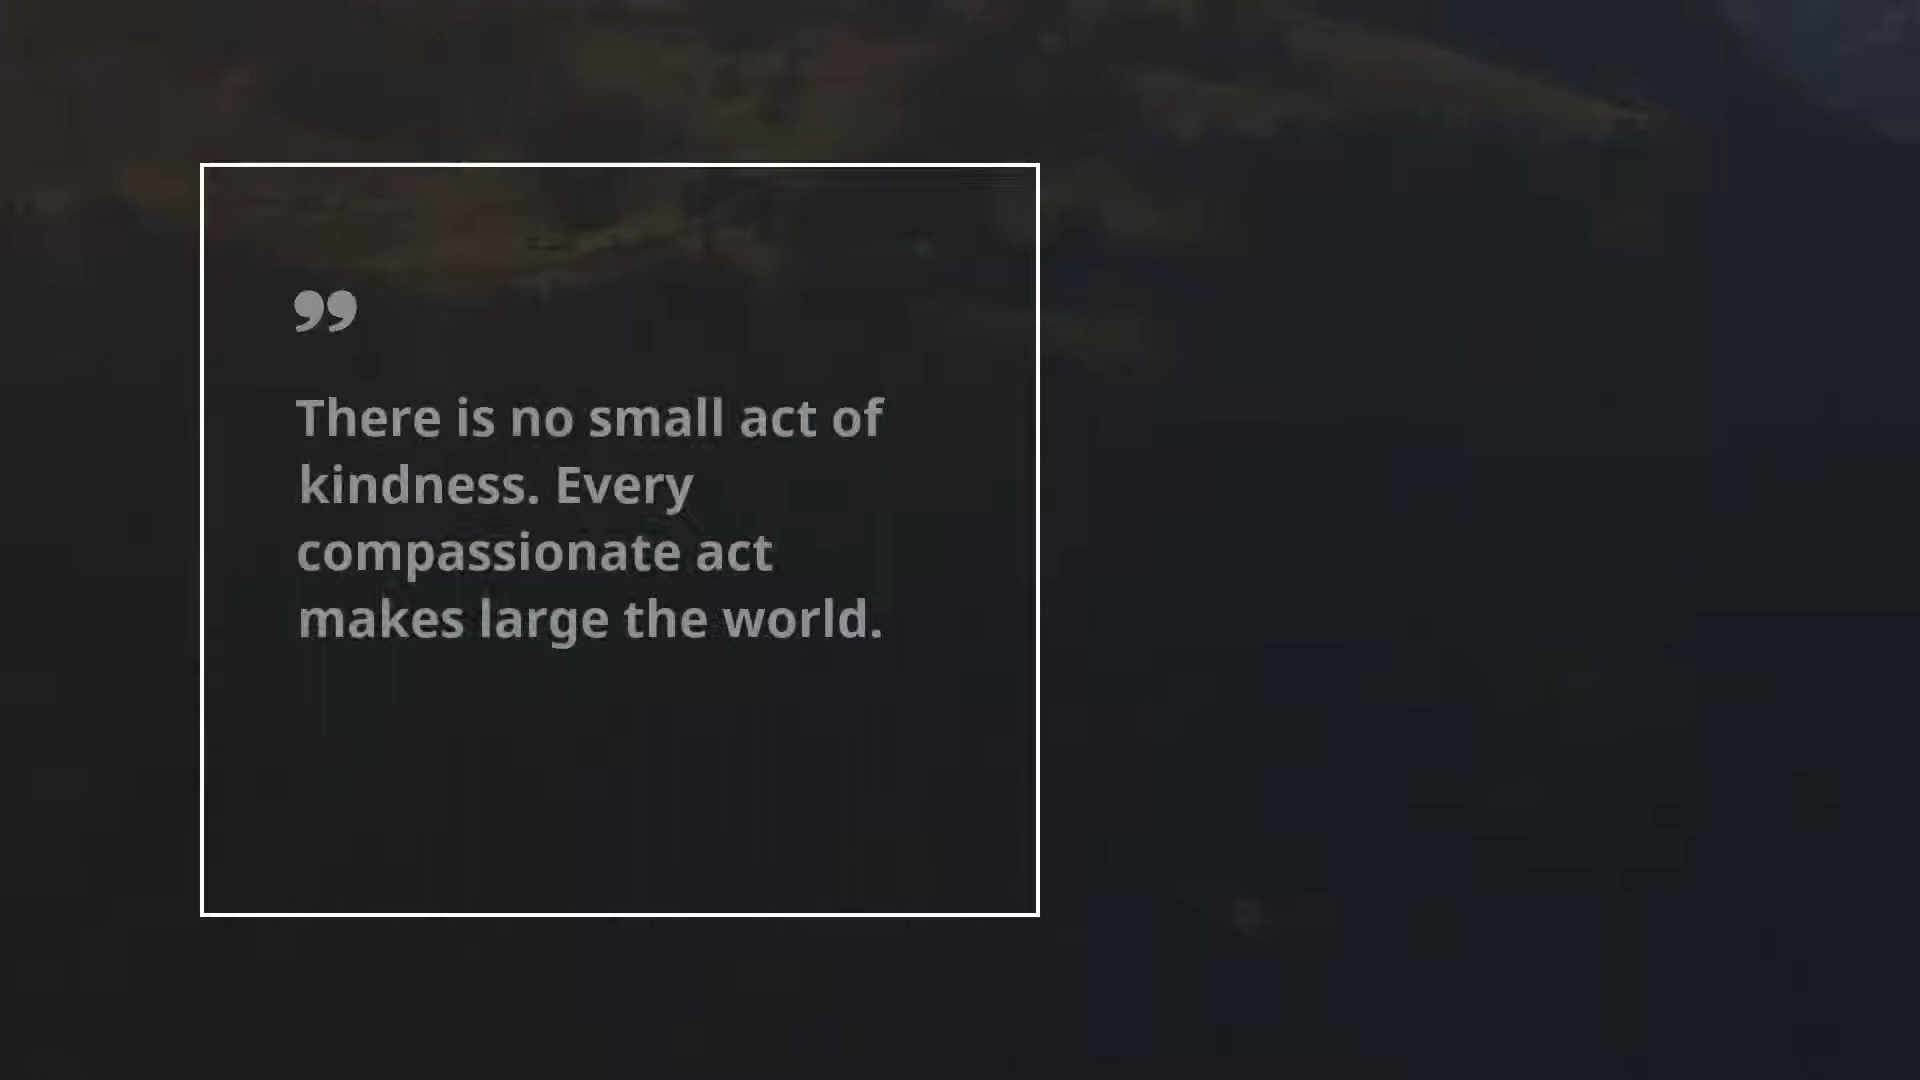 ”
There is no small act of
kindness. Every
compassionate act
makes large the world.